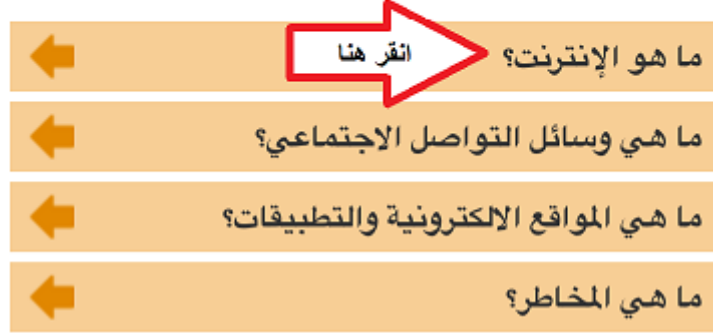 ما هو الإنترنت؟ انقر هنا
ما هي وسائل التواصل الاجتماعي؟
ما هي المواقع الالكترونية والتطبيقات؟
ما هي المخاطر؟